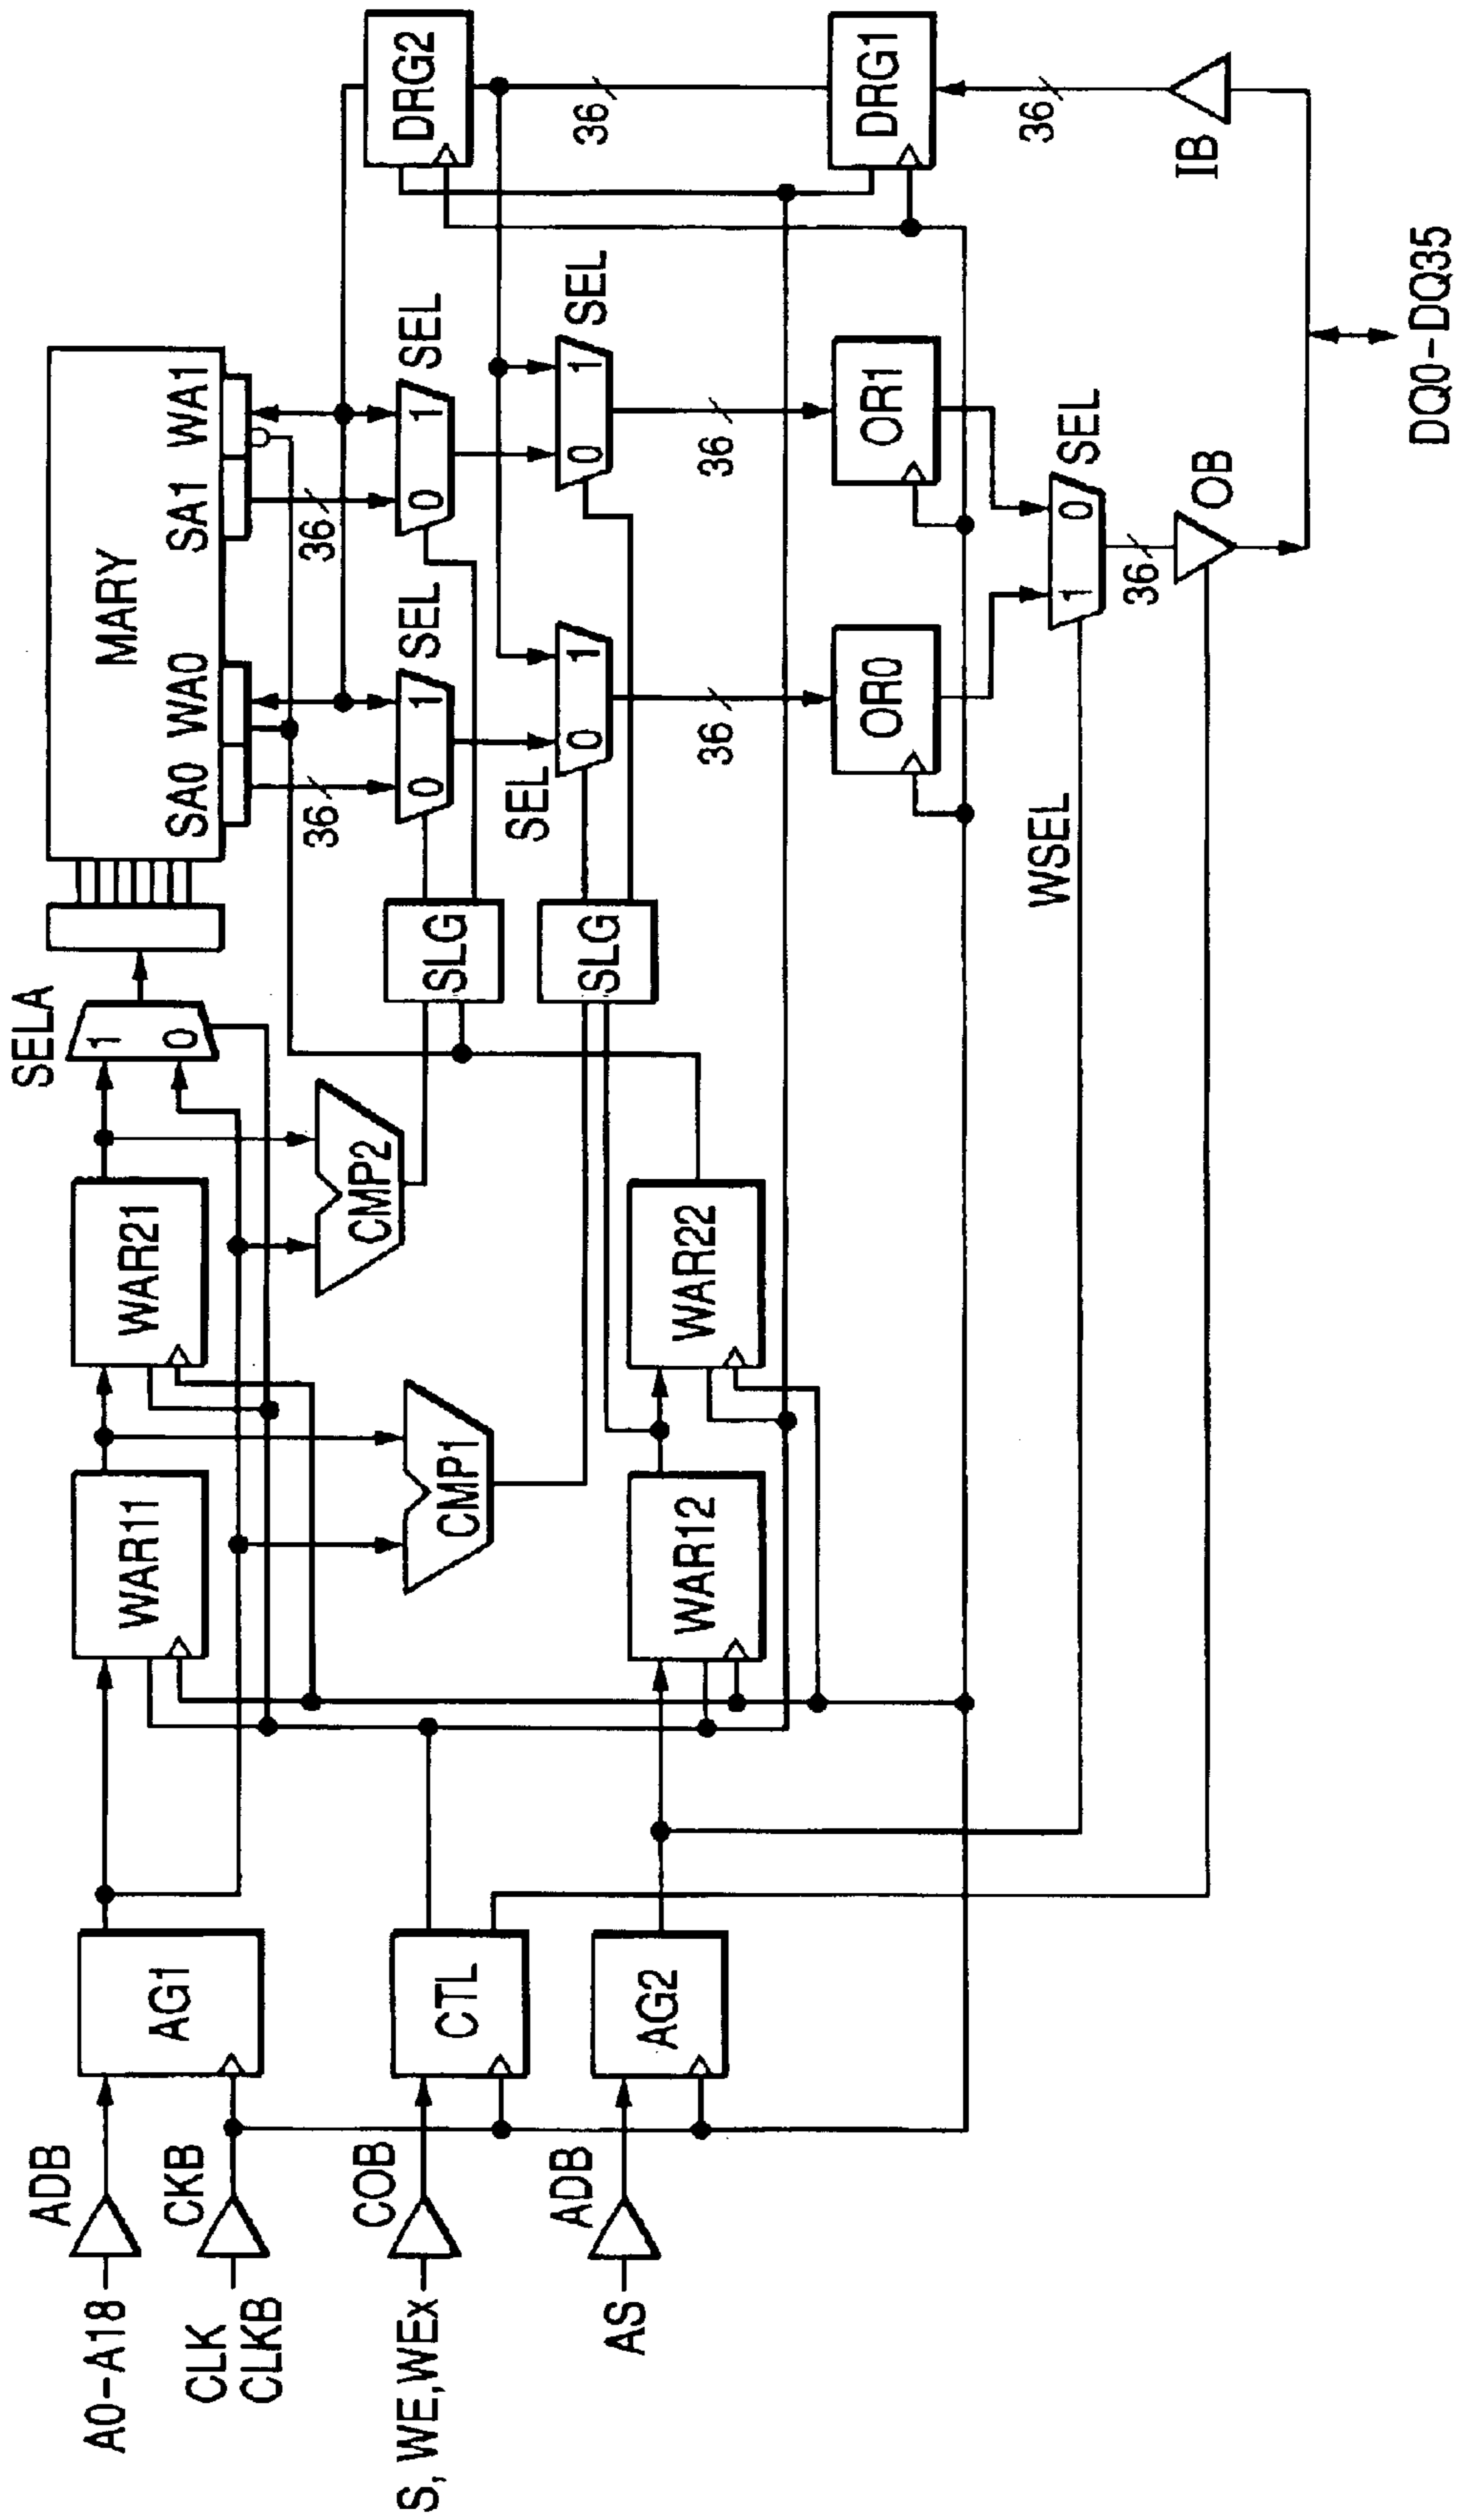 A0-A18
ADB
AG1
CLK
CLKB
CKB
S, WE, WEx
COB
CTL
AS
ADB
AG2
WAR11
WAR21
CMP1
CMP2
WAR12
WAR22
SELA
1
0
MARY
SA0 WA0
SA1 WA1
36
36
SLG
SLG
0 1
SEL
0 1
SEL
SEL
0 1
0 1
SEL
36
36
OR0
OR1
WSEL
1 0
SEL
36
OB
DRG2
36
DRG1
36
IB
DQ0-DQ35